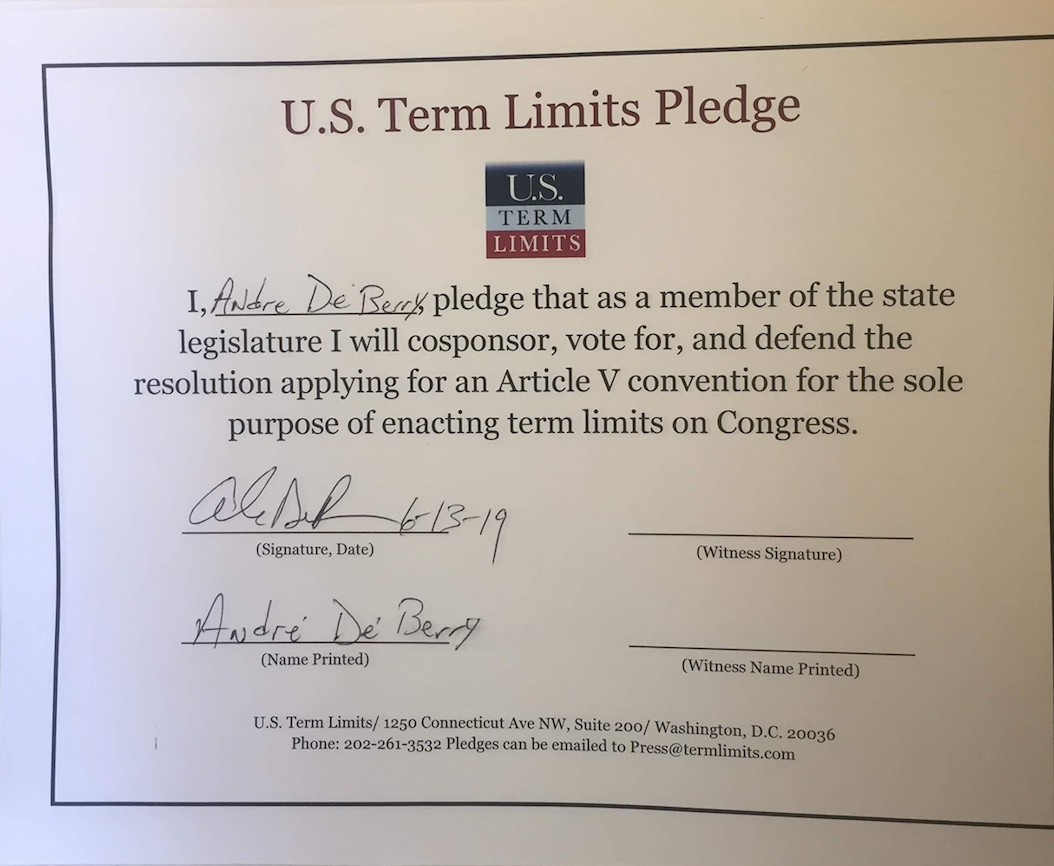 U.S. Term Limits Pledge
U.S.
TERM
LIMITS
I, Andre De' Berry, pledge that as a member of the state
legislature I will cosponsor, vote for, and defend the
resolution applying for an Article V convention for the sole
purpose of enacting term limits on Congress.
6-13-19
(Signature, Date)
(Witness Signature)
André De' Berry
(Name Printed)
(Witness Name Printed)
U.S. Term Limits/ 1250 Connecticut Ave NW, Suite 200/ Washington, D.C. 20036
Phone: 202-261-3532 Pledges can be emailed to Press@termlimits.com